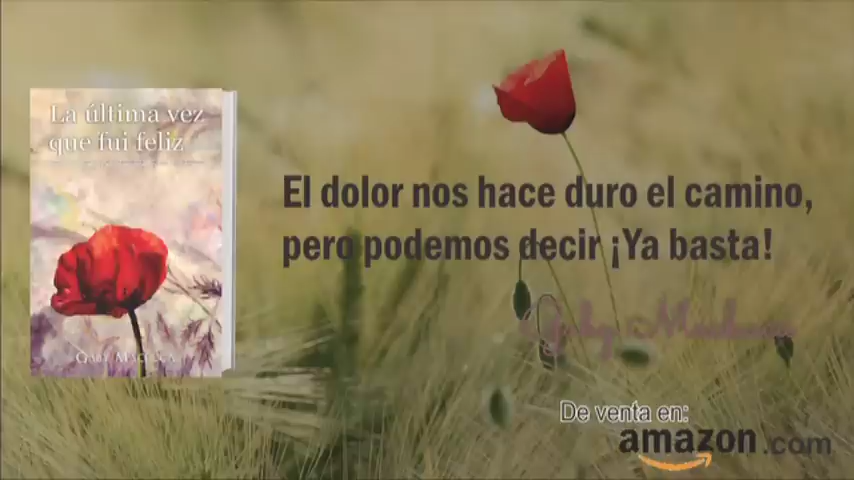 La última vez
que fui feliz
El dolor nos hace duro el camino,
pero podemos decir ¡Ya basta!
Gaby
De venta en:
amazon.com